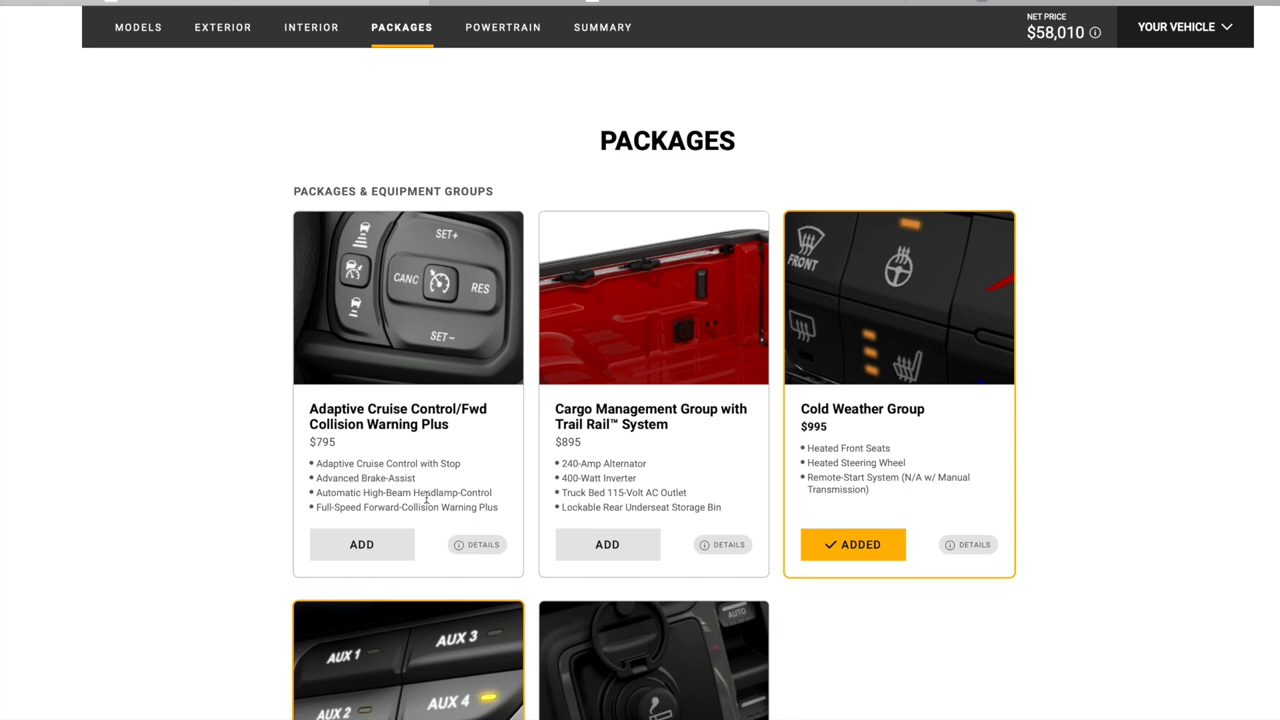 MODELS
EXTERIOR
INTERIOR
PACKAGES
POWERTRAIN
SUMMARY
NET PRICE
$58,010
YOUR VEHICLE
PACKAGES
PACKAGES & EQUIPMENT GROUPS
SET+
CANC
RES
SET–
Adaptive Cruise Control/Fwd
Collision Warning Plus
$795
Adaptive Cruise Control with Stop
Advanced Brake-Assist
Automatic High-Beam Headlamp-Control
Full-Speed Forward-Collision Warning Plus
ADD
DETAILS
Cargo Management Group with
Trail Rail™ System
$895
240-Amp Alternator
400-Watt Inverter
Truck Bed 115-Volt AC Outlet
Lockable Rear Underseat Storage Bin
ADD
DETAILS
FRONT
Cold Weather Group
$995
Heated Front Seats
Heated Steering Wheel
Remote-Start System (N/A w/ Manual
Transmission)
ADDED
DETAILS
AUX 1
AUX 3
AUX 2
AUX 4
AUTO